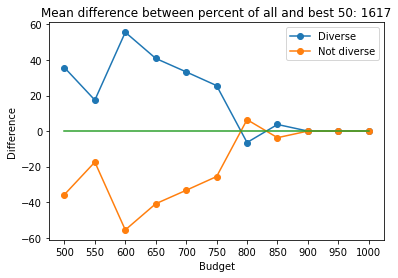 Mean difference between percent of all and best 50: 1617
Diverse
Not diverse
Difference
60
40
20
0
−20
−40
−60
500 550 600 650 700 750 800 850 900 950 1000
Budget